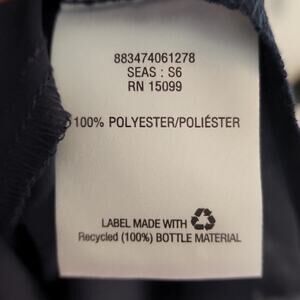 883474061278
SEAS : S6
RN 15099
100% POLYESTER/POLIÉSTER
LABEL MADE WITH
Recycled (100%) BOTTLE MATERIAL